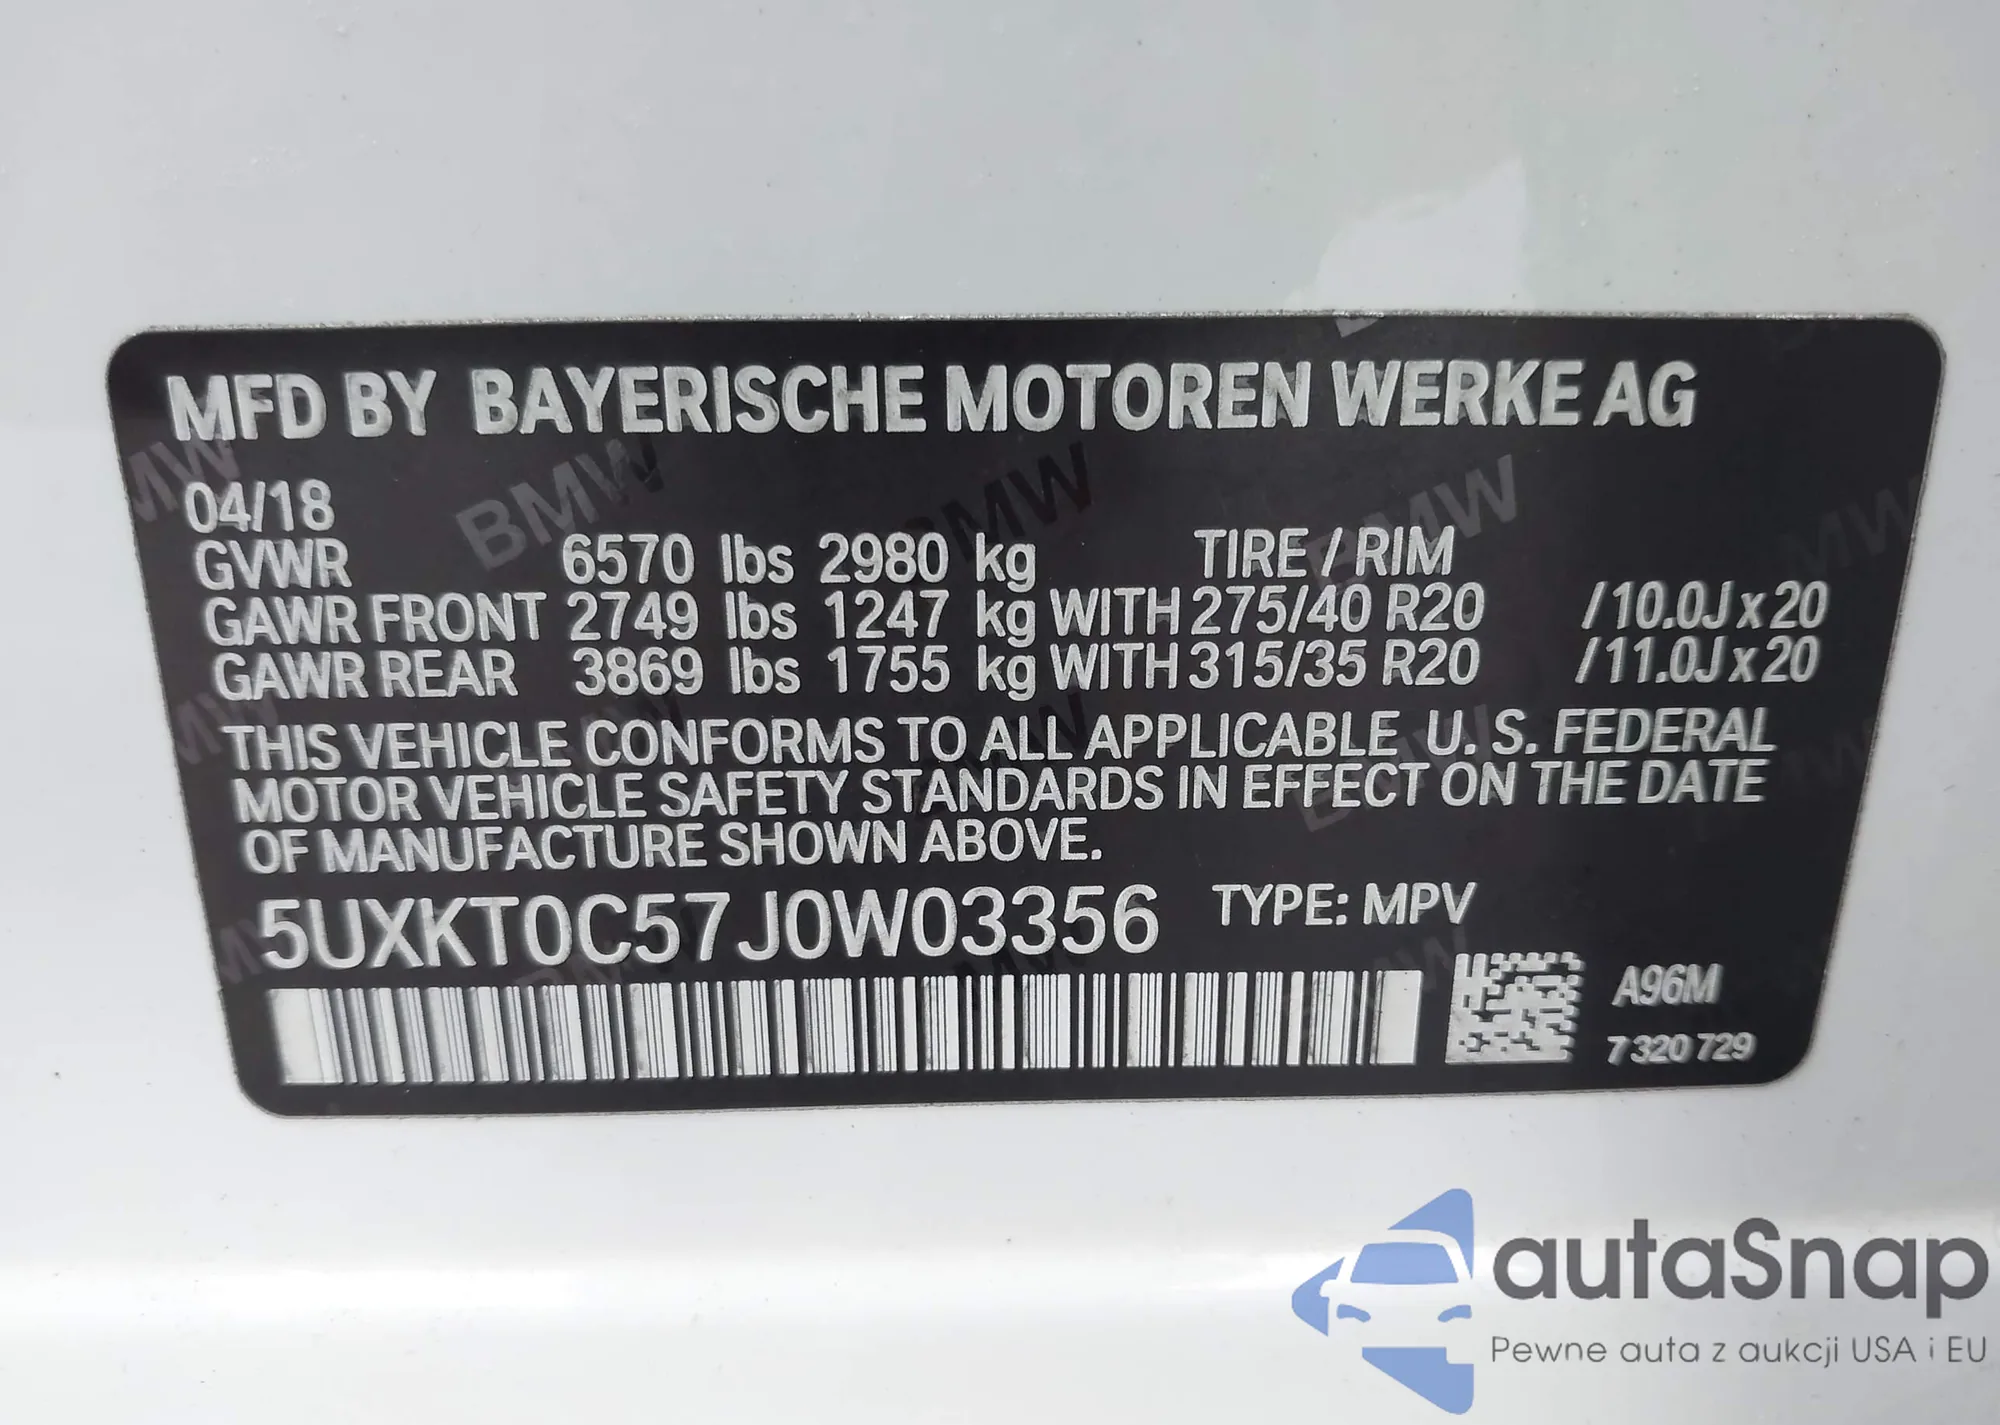 MFD BY BAYERISCHE MOTOREN WERKE AG
04/18
GVWR 6570 lbs 2980 kg TIRE / RIM
GAWR FRONT 2749 lbs 1247 kg WITH 275/40 R20 /10.0J x 20
GAWR REAR 3869 lbs 1755 kg WITH 315/35 R20 /11.0J x 20
THIS VEHICLE CONFORMS TO ALL APPLICABLE U. S. FEDERAL
MOTOR VEHICLE SAFETY STANDARDS IN EFFECT ON THE DATE
OF MANUFACTURE SHOWN ABOVE.
5UXKT0C57J0W03356 TYPE: MPV
A96M
7 320 729
autaSnap
Pewne auta z aukcji USA i EU